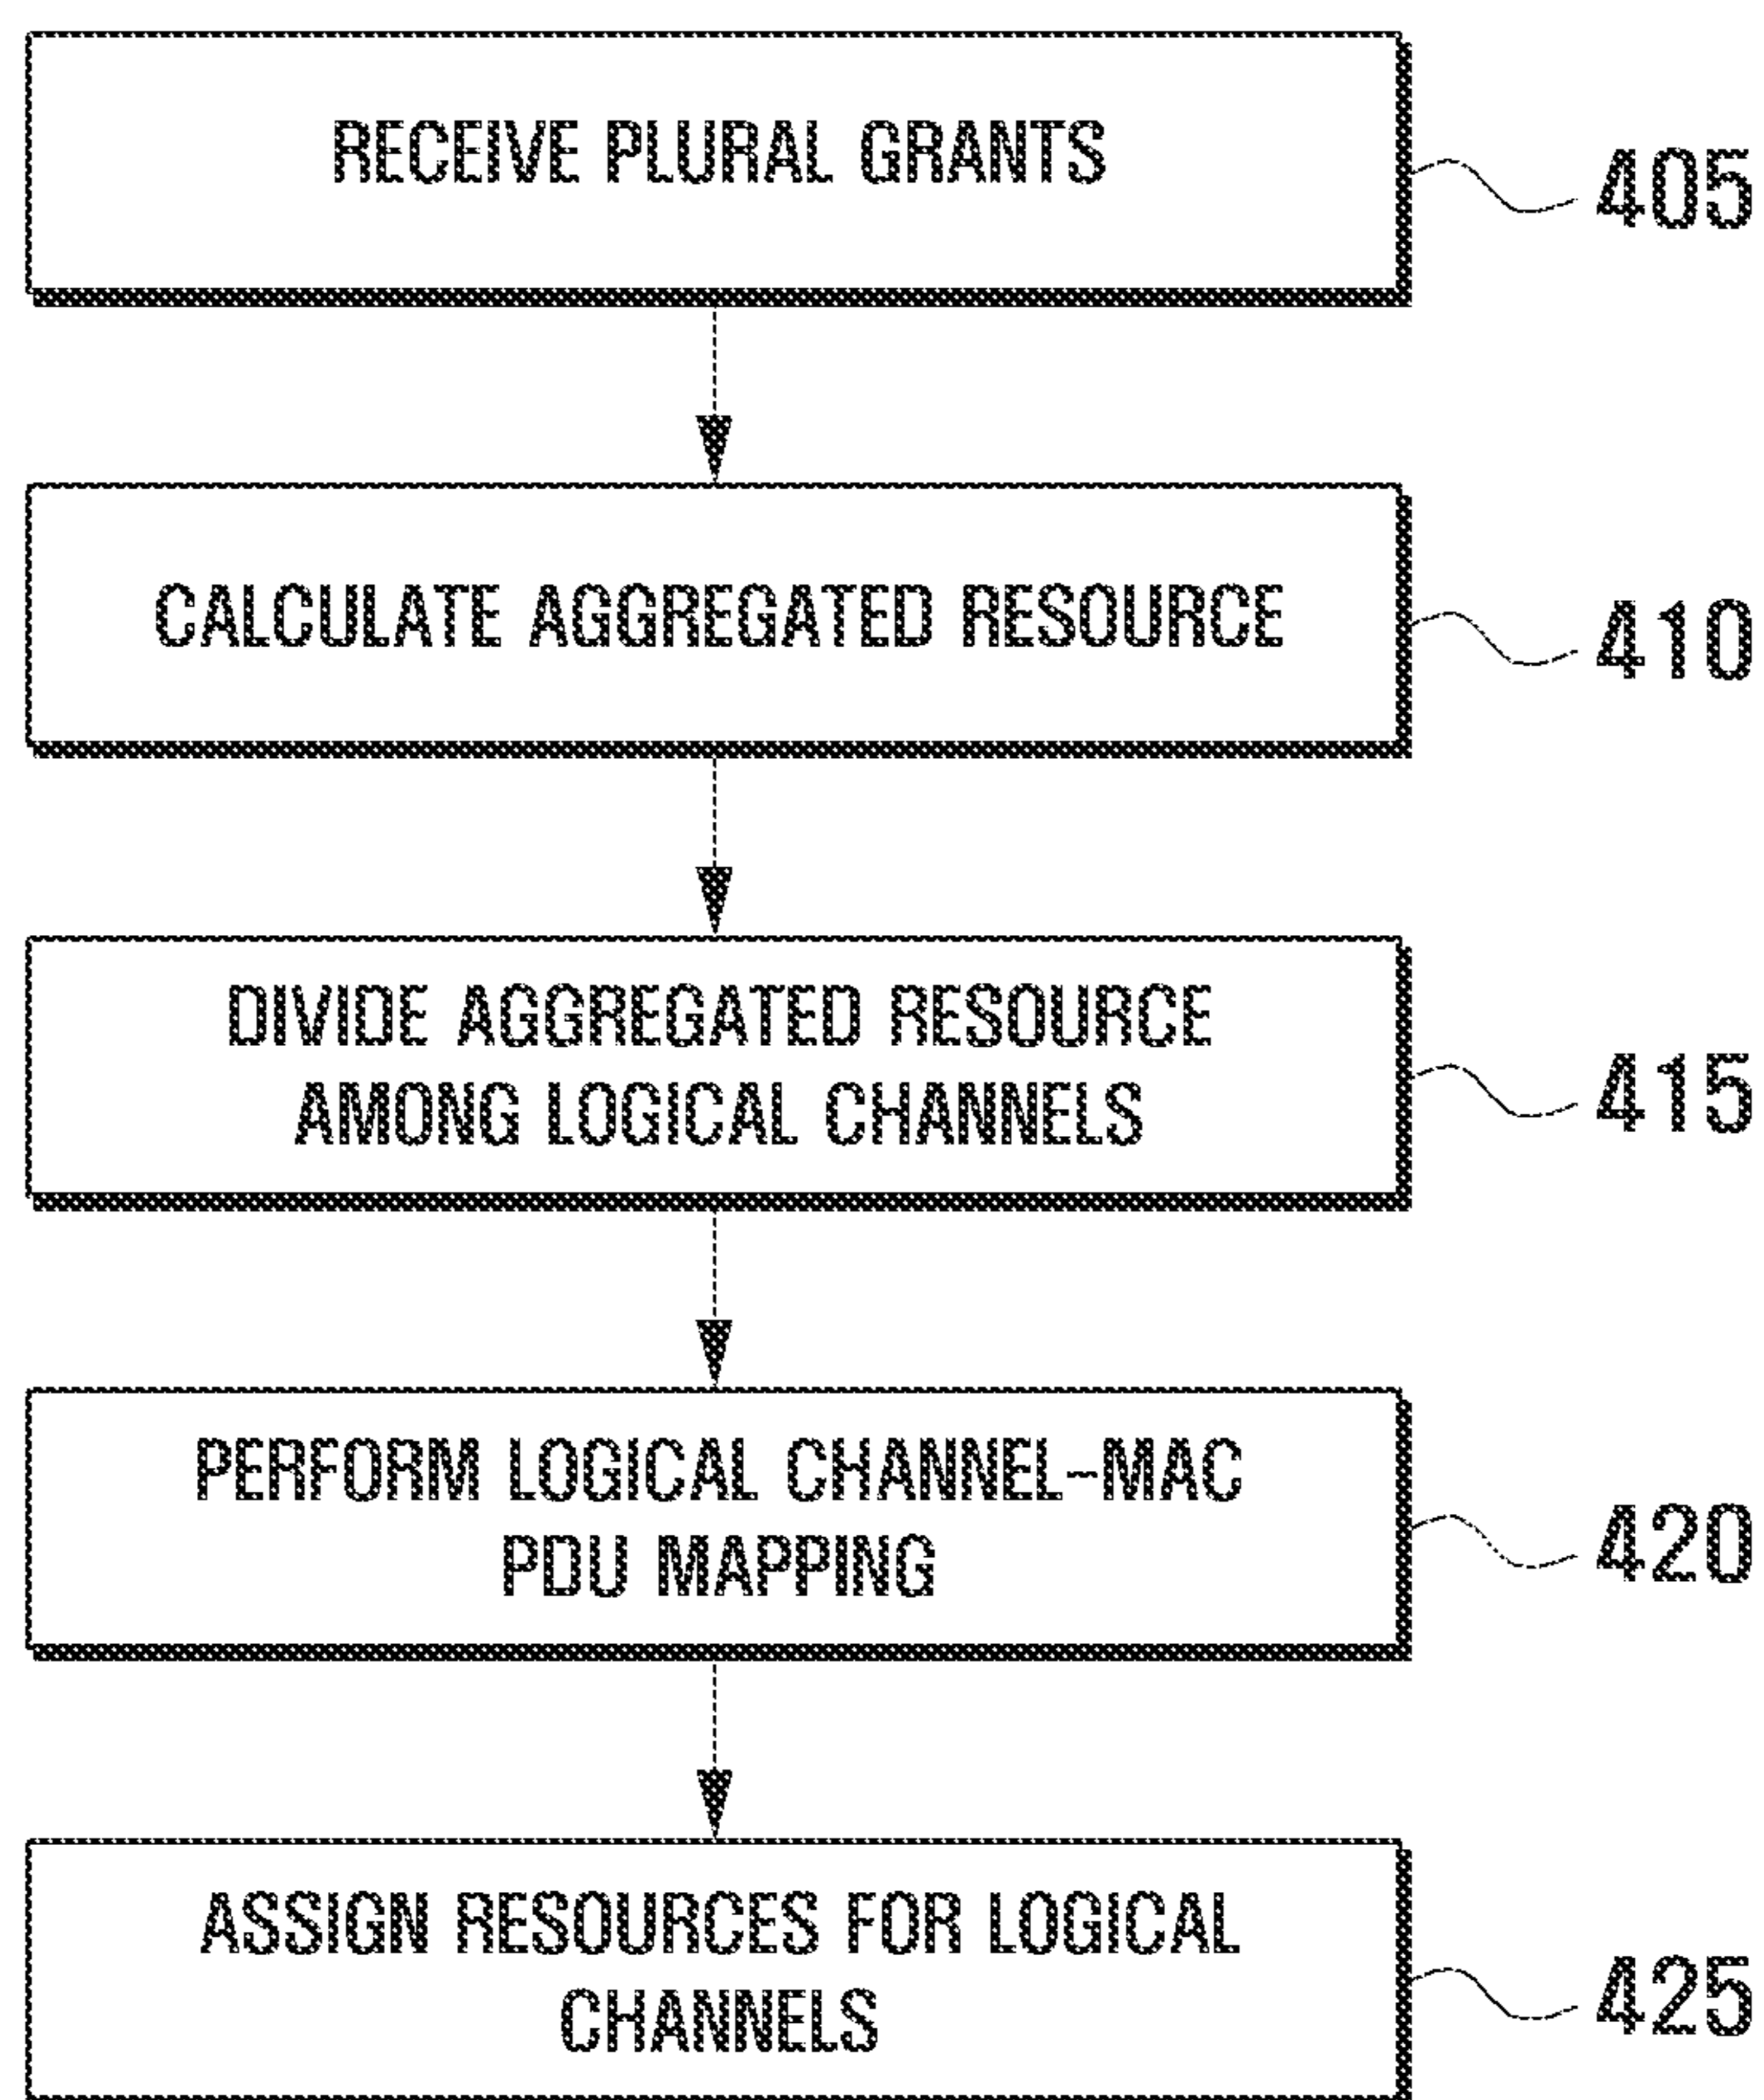 RECEIVE PLURAL GRANTS
405
CALCULATE AGGREGATED RESOURCE
410
DIVIDE AGGREGATED RESOURCE
AMONG LOGICAL CHANNELS
415
PERFORM LOGICAL CHANNEL-MAC
PDU MAPPING
420
ASSIGN RESOURCES FOR LOGICAL
CHANNELS
425